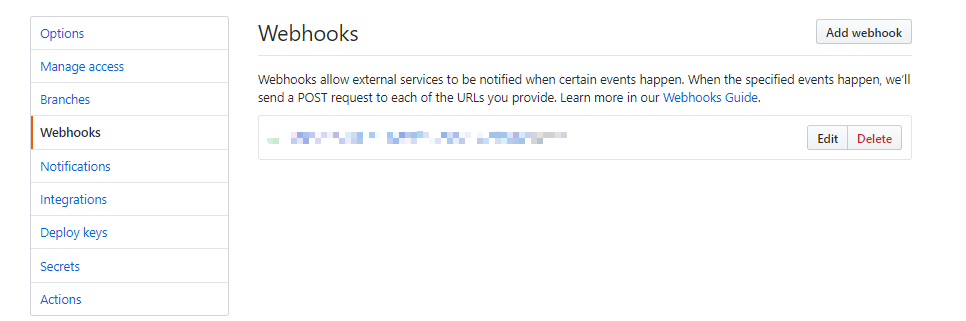 Options
Manage access
Branches
Webhooks
Notifications
Integrations
Deploy keys
Secrets
Actions
Webhooks
Add webhook
Webhooks allow external services to be notified when certain events happen. When the specified events happen, we'll
send a POST request to each of the URLs you provide. Learn more in our Webhooks Guide.
Edit
Delete